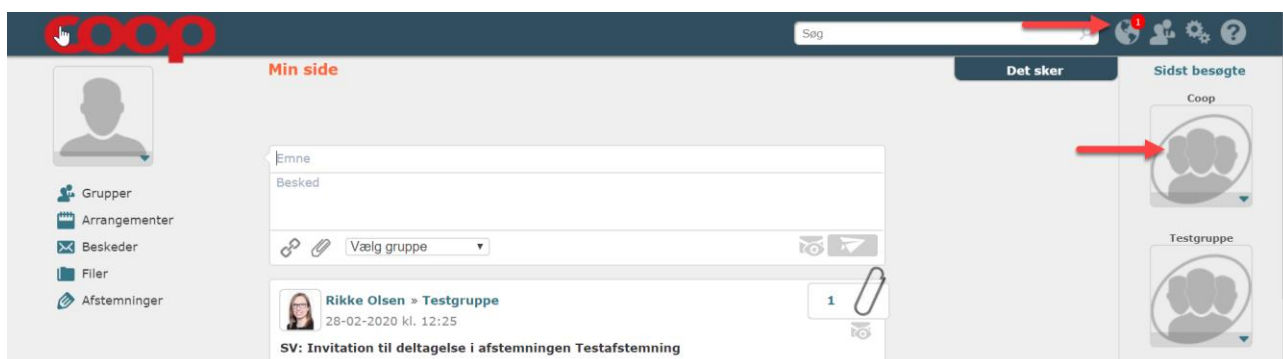 coop
Søg
1
Min side
Det sker
Sidst besøgte
Coop
Emne
Besked
Grupper
Arrangementer
Beskeder
Filer
Afstemninger
Vælg gruppe
Testgruppe
Rikke Olsen » Testgruppe
1
28-02-2020 kl. 12:25
SV: Invitation til deltagelse i afstemningen Testafstemning